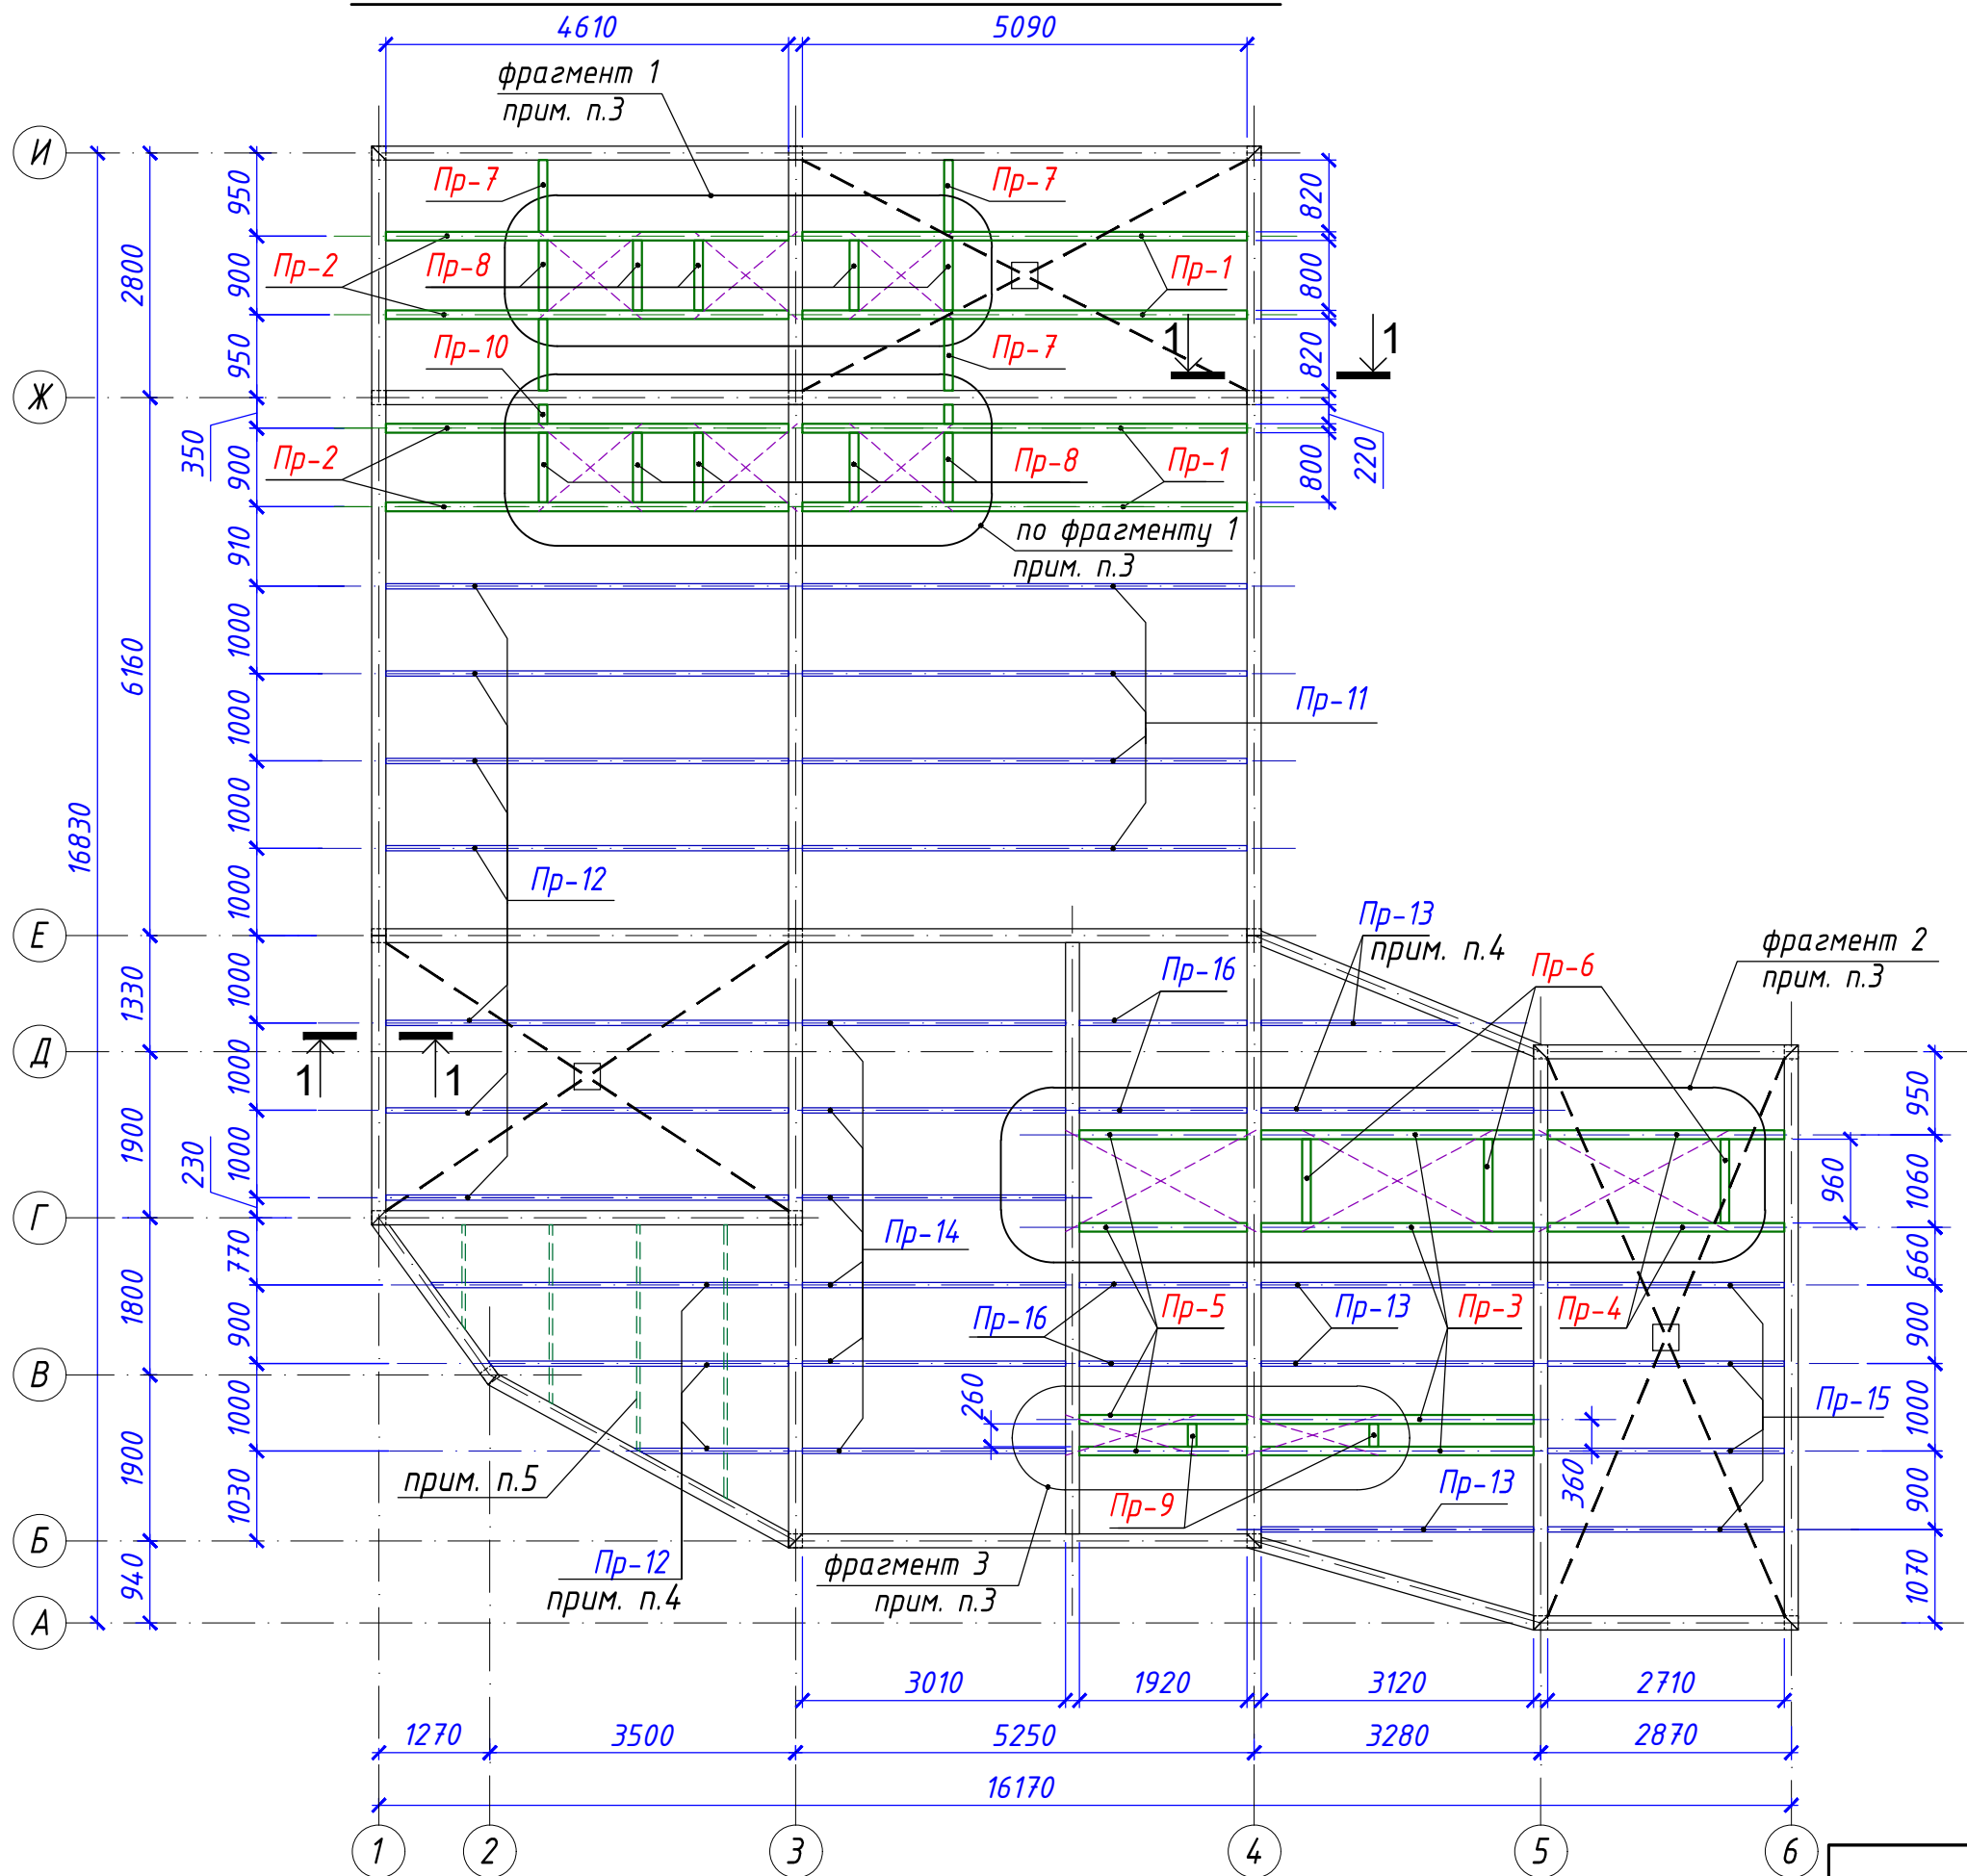 4610
5090
фрагмент 1
прим. п.3
И
Пр-7
Пр-7
950
820
2800
Пр-2
Пр-8
Пр-1
900
800
Пр-10
Пр-7
1
1
950
820
Ж
350
Пр-2
Пр-8
Пр-1
900
800
220
по фрагменту 1
прим. п.3
910
1000
6160
Пр-11
1000
16830
1000
Пр-12
1000
Е
Пр-13
прим. п.4
фрагмент 2
прим. п.3
Пр-16
Пр-6
1330
1000
Д
1
1
1000
950
1900
230
1000
960
1060
Г
Пр-14
770
660
1800
Пр-16
Пр-5
Пр-13
Пр-3
Пр-4
900
900
В
260
Пр-15
1000
1000
1900
прим. п.5
360
Пр-13
Пр-9
1030
900
Б
Пр-12
прим. п.4
фрагмент 3
прим. п.3
940
1070
А
3010
1920
3120
2710
1270
3500
5250
3280
2870
16170
1
2
3
4
5
6